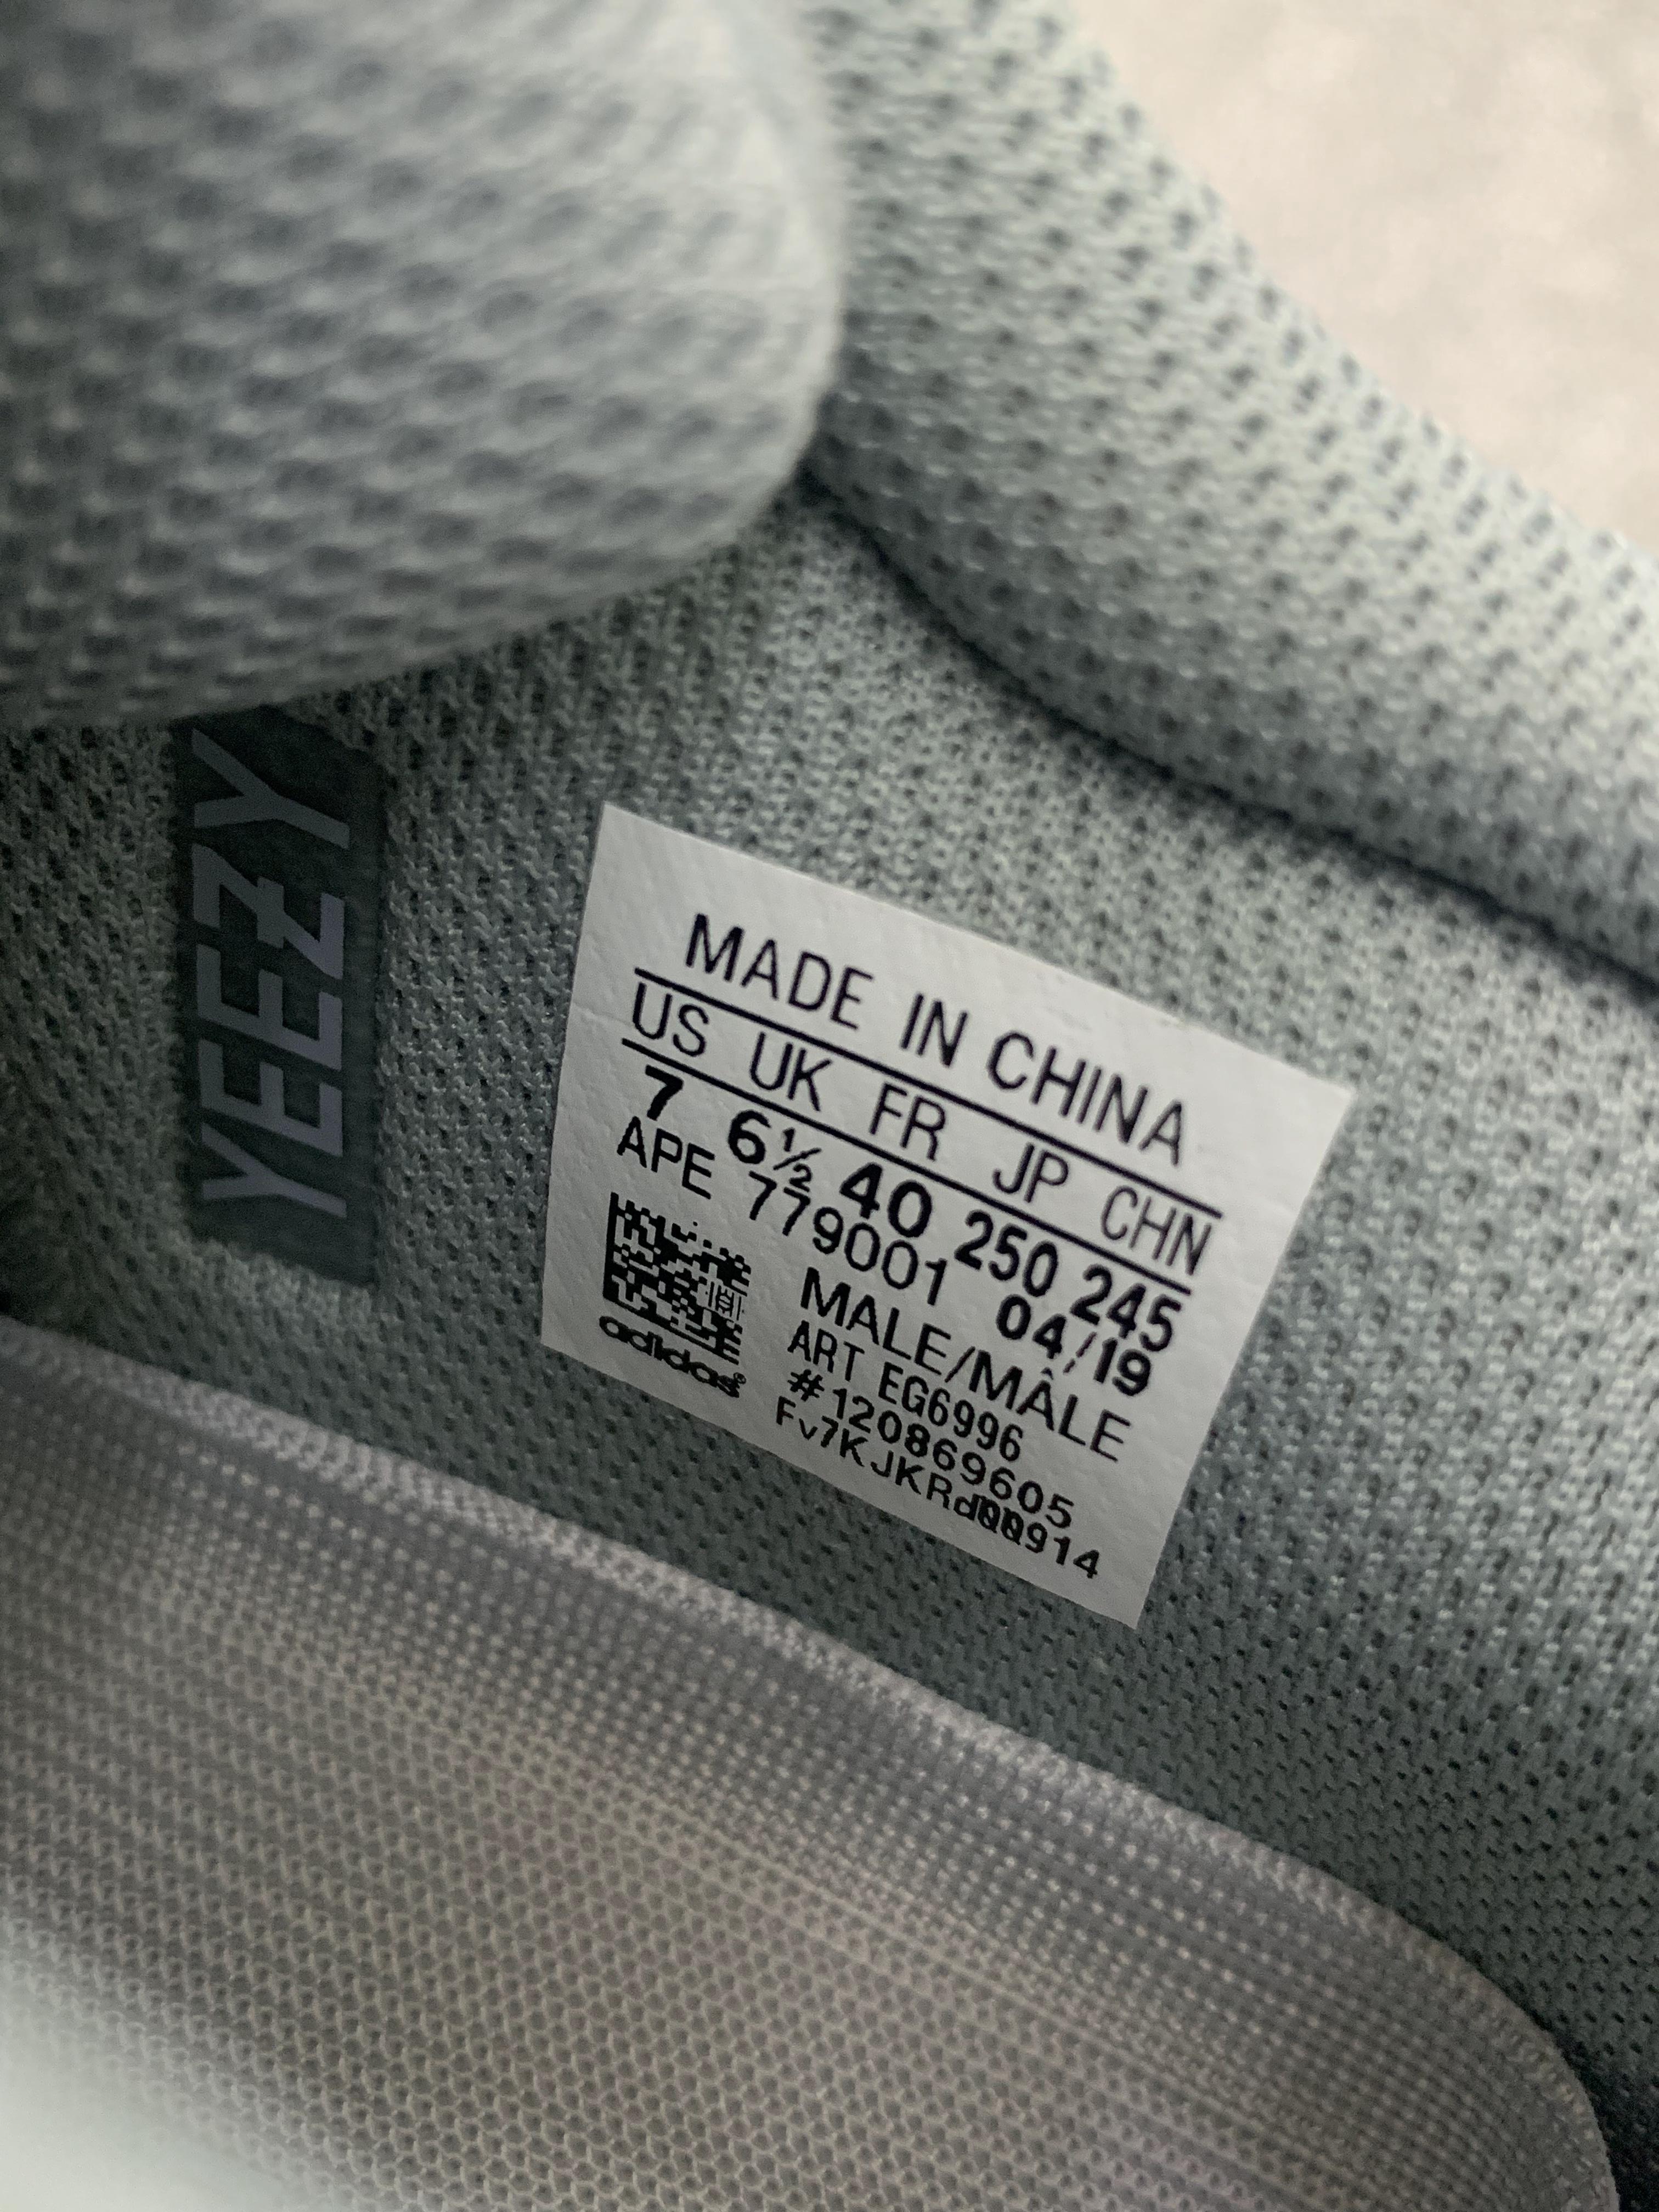 YEEZY
MADE IN CHINA
US UK FR JP CHN
7 6½ 40 250 245
APE 779001 04/19
MALE/MÂLE
ART EG6996
#120869605
Fv7KJKRd00914
adidas